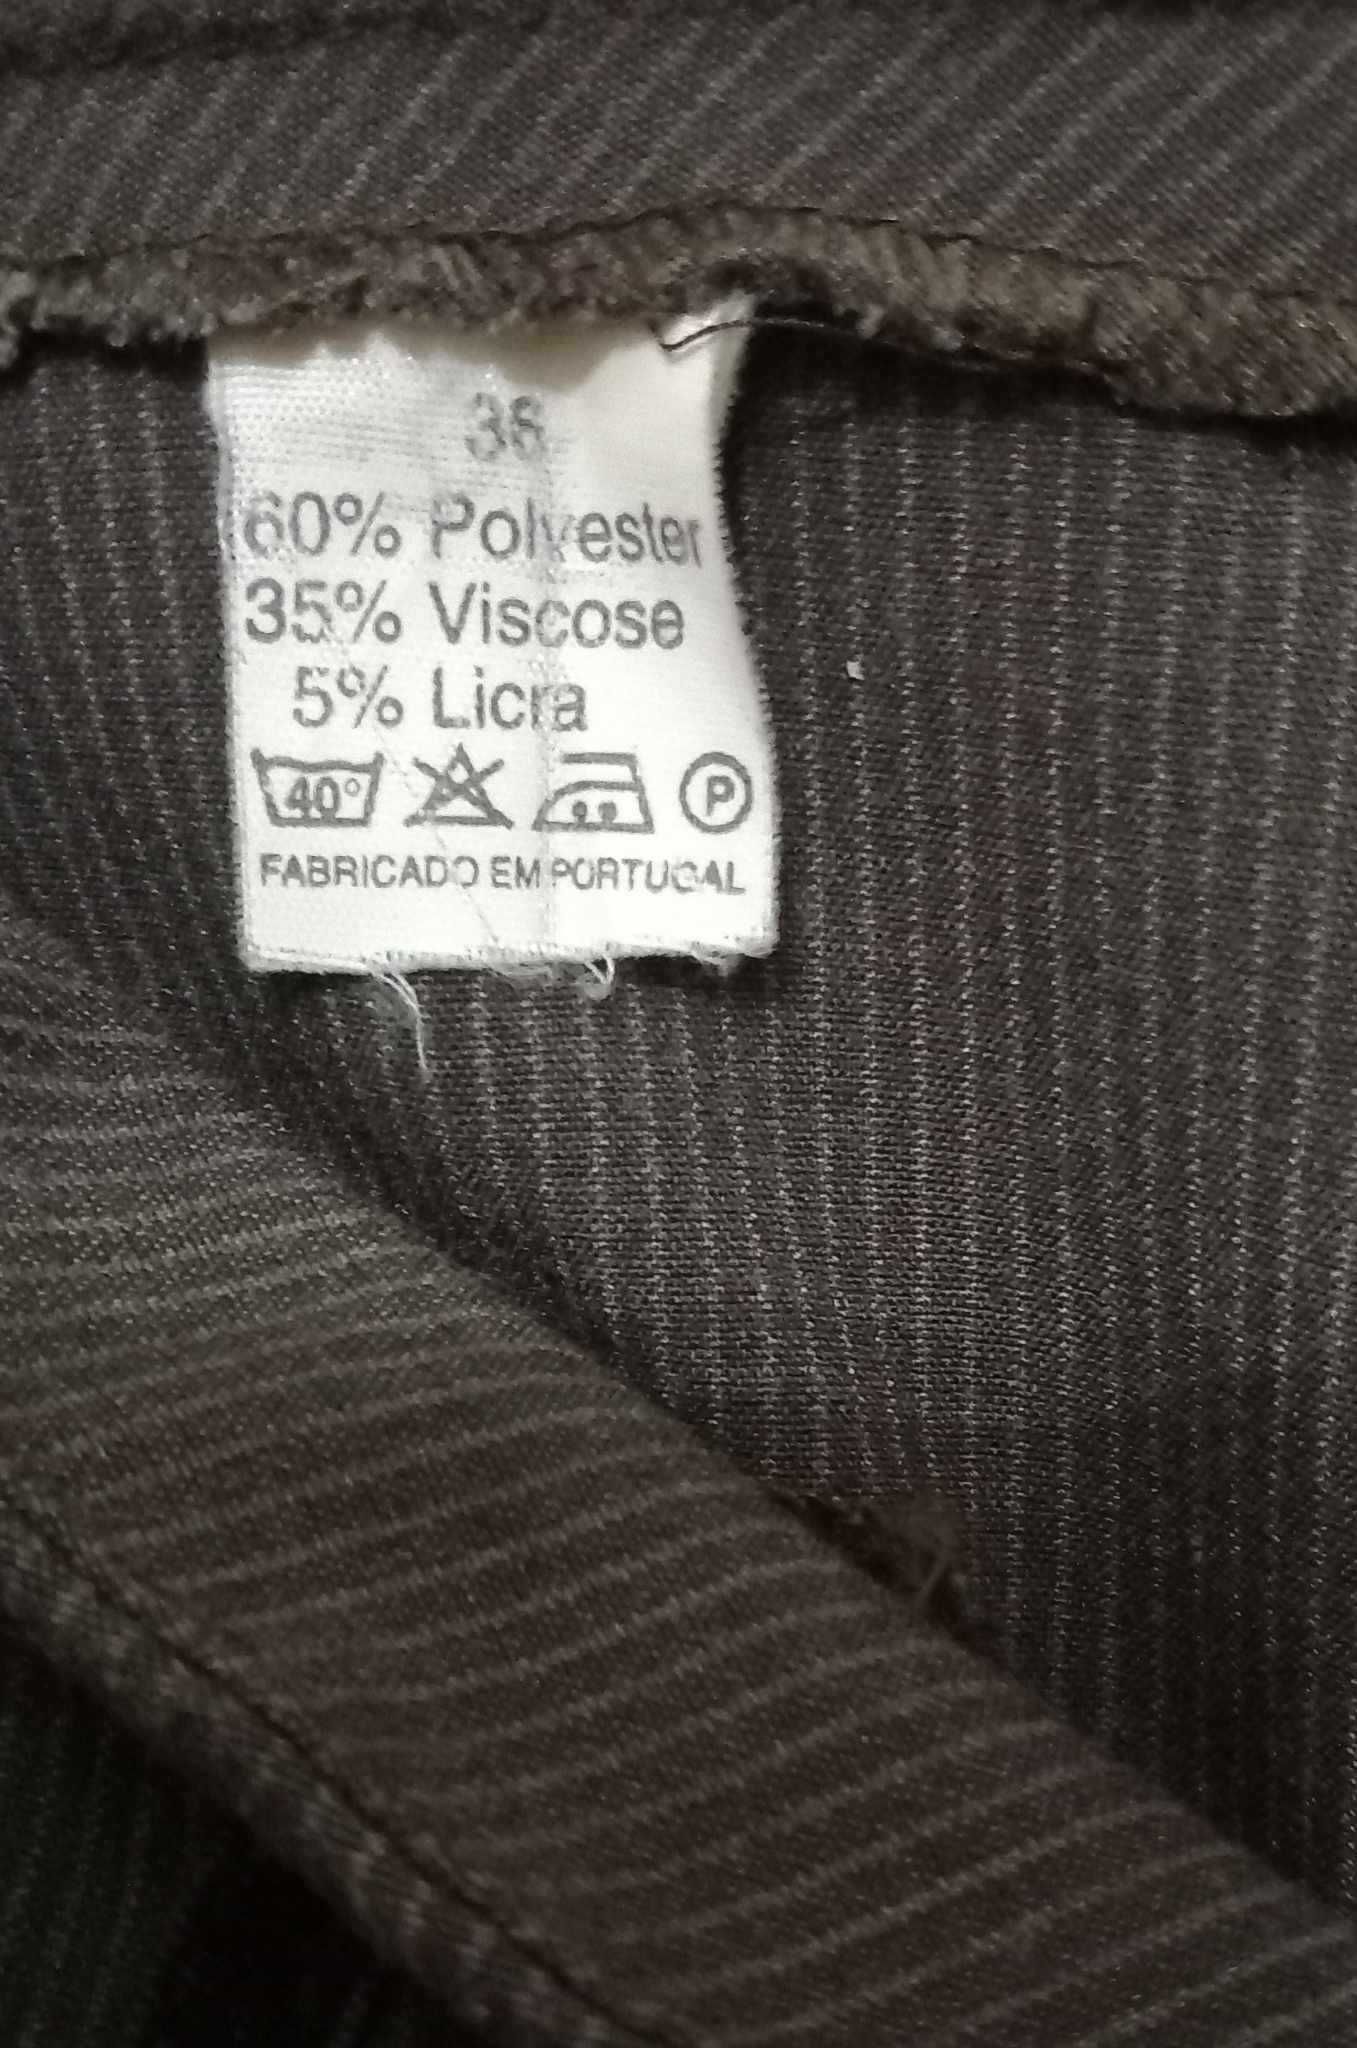 36
60% Polyester
35% Viscose
5% Licra
40° P
FABRICADO EM PORTUGAL